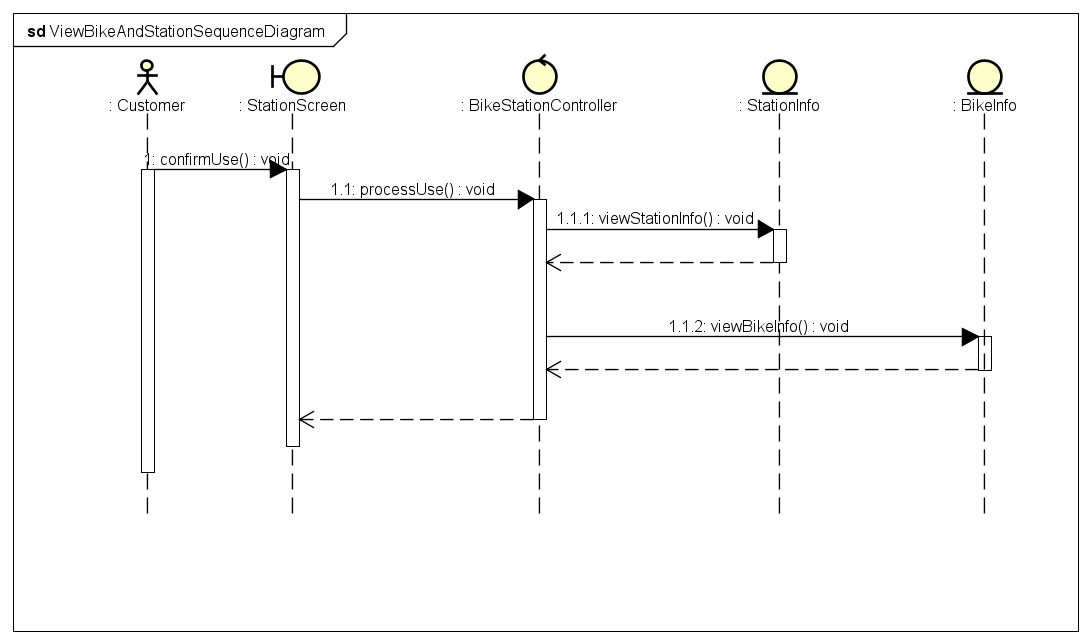 sd ViewBikeAndStationSequenceDiagram
: Customer
: StationScreen
: BikeStationController
: StationInfo
: BikeInfo
1: confirmUse() : void
1.1: processUse() : void
1.1.1: viewStationInfo() : void
1.1.2: viewBikeInfo() : void